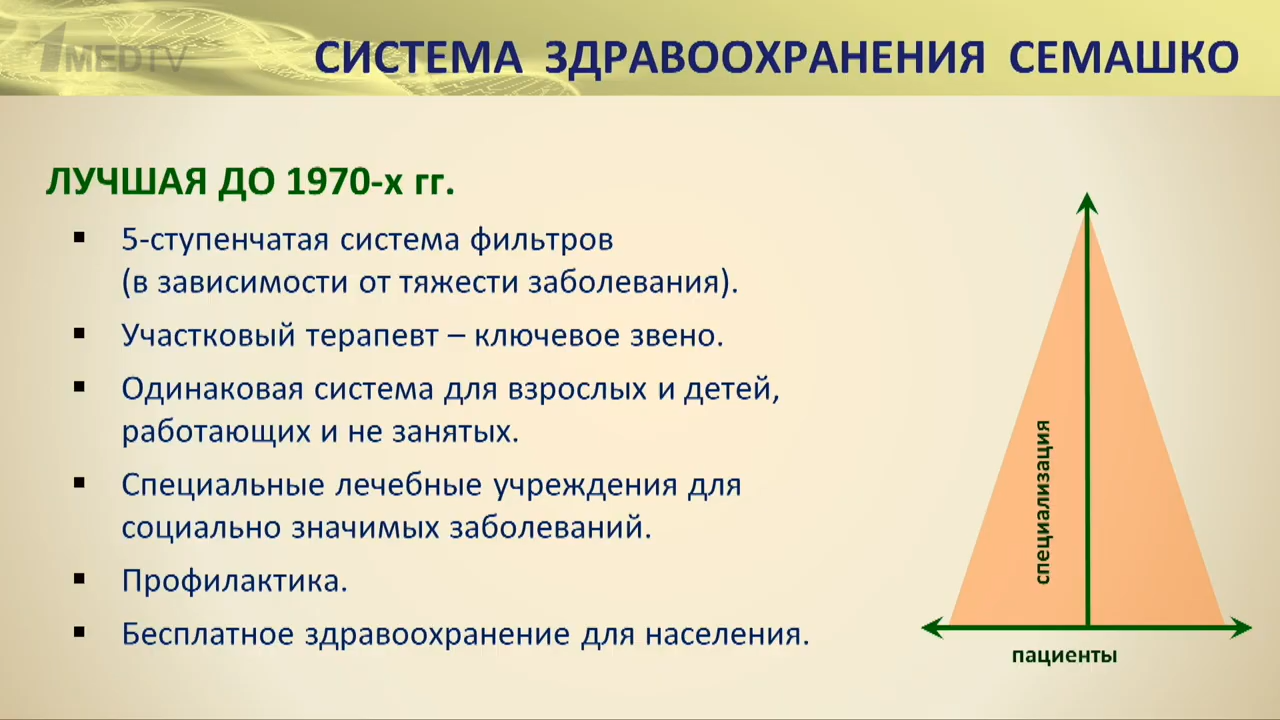 1MEDTV
СИСТЕМА ЗДРАВООХРАНЕНИЯ СЕМАШКО
ЛУЧШАЯ ДО 1970-х гг.
▪ 5-ступенчатая система фильтров
(в зависимости от тяжести заболевания).
▪ Участковый терапевт – ключевое звено.
▪ Одинаковая система для взрослых и детей,
работающих и не занятых.
▪ Специальные лечебные учреждения для
социально значимых заболеваний.
▪ Профилактика.
▪ Бесплатное здравоохранение для населения.
специализация
пациенты